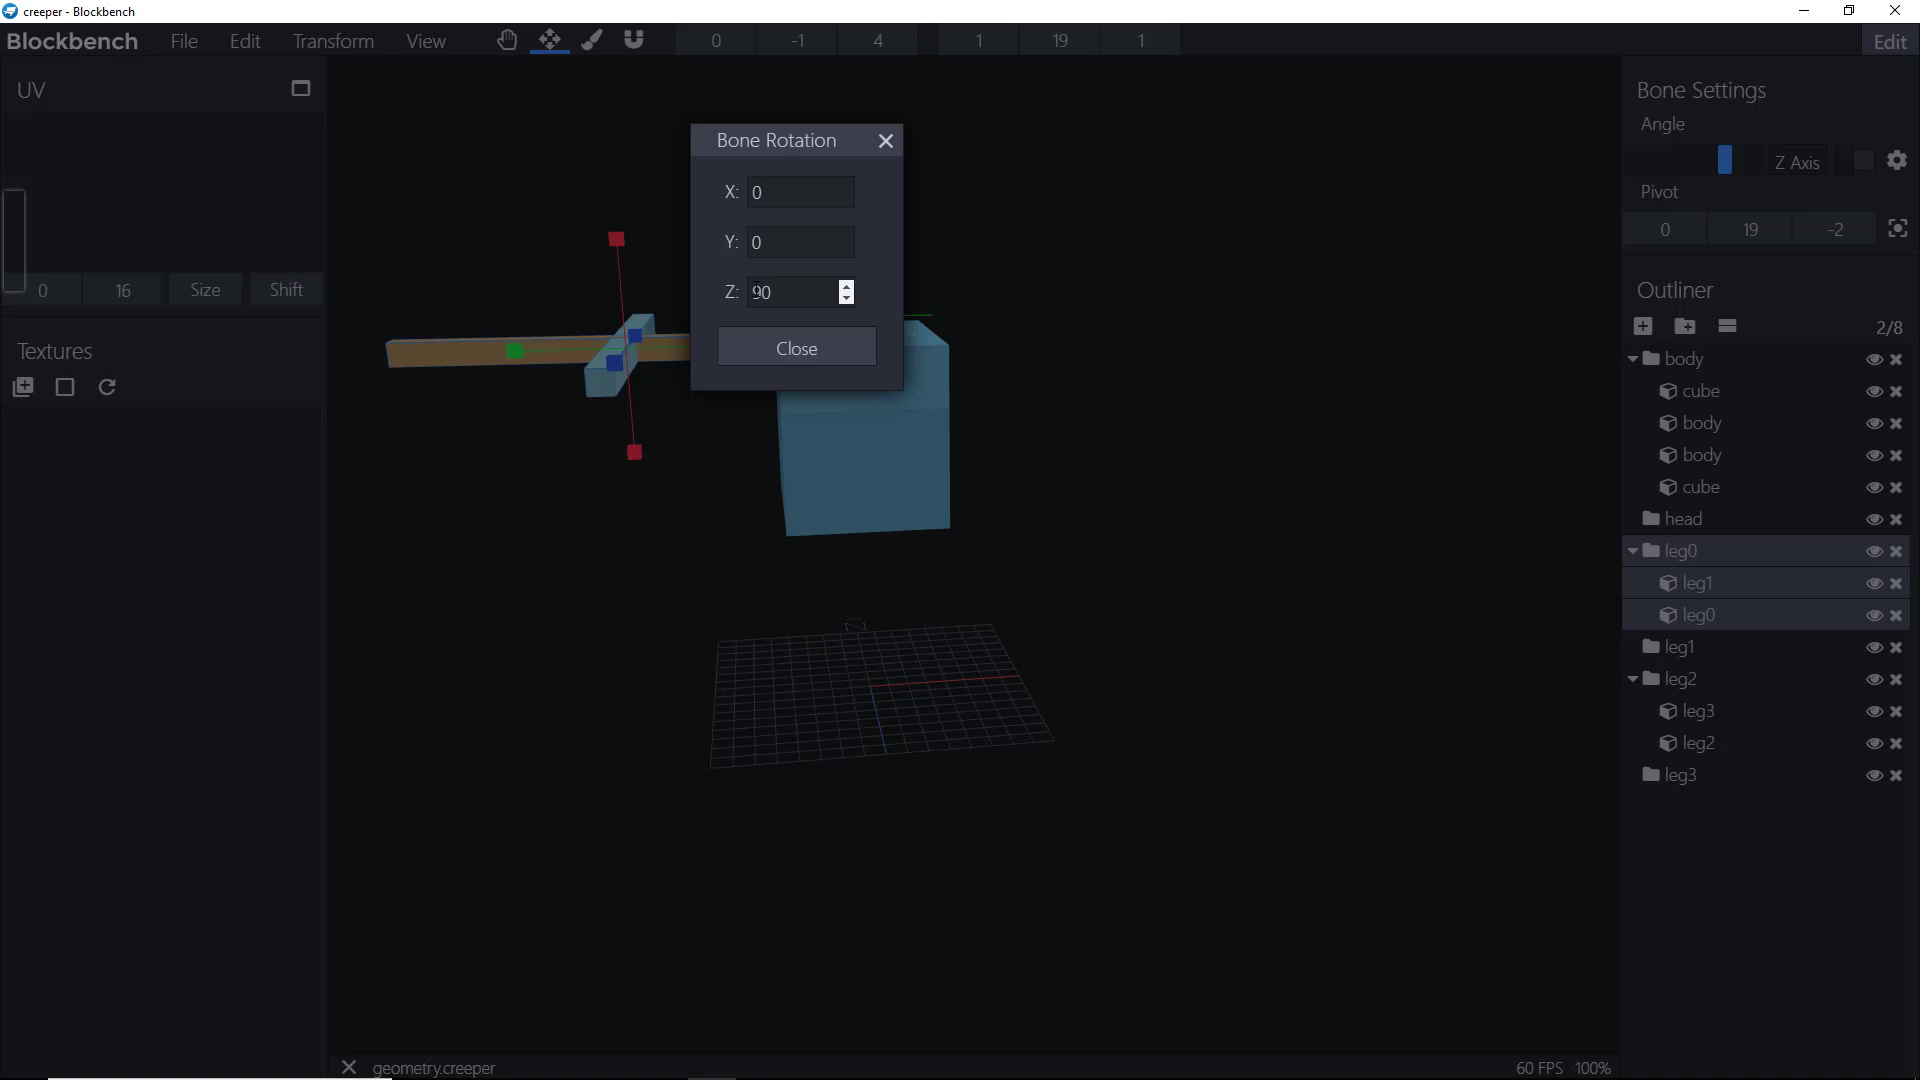 creeper - Blockbench
Blockbench File Edit Transform View 0 -1 4 1 19 1 Edit
UV
0 16 Size Shift
Textures
Bone Rotation
X: 0
Y: 0
Z: 90
Close
Bone Settings
Angle
Z Axis
Pivot
0 19 -2
Outliner
2/8
body
cube
body
body
cube
head
leg0
leg1
leg0
leg1
leg2
leg3
leg2
leg3
geometry.creeper
60 FPS 100%